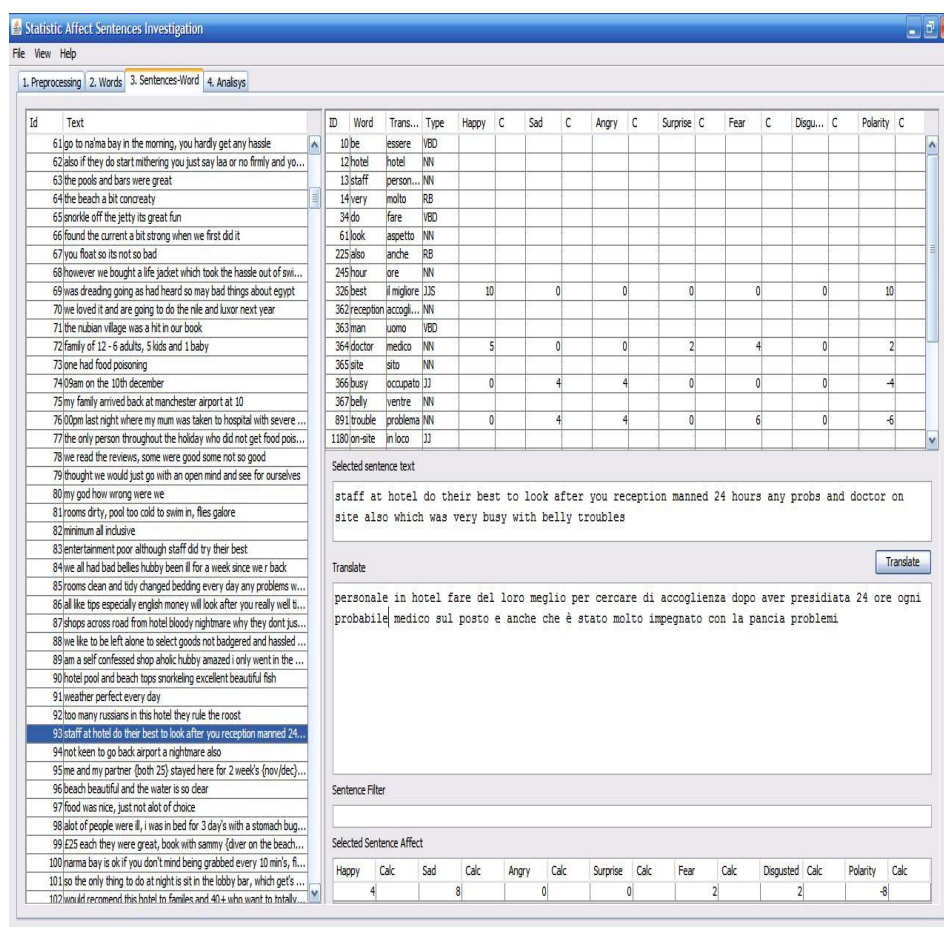 Statistic Affect Sentences Investigation
File View Help
1. Preprocessing 2. Words 3. Sentences-Word 4. Analisys
Id Text
61 go to na'ma bay in the morning, you hardly get any hassle
62 also if they do start mithering you just say laa or no firmly and yo...
63 the pools and bars were great
64 the beach a bit concreaty
65 snorkle off the jetty its great fun
66 found the current a bit strong when we first did it
67 you float so its not so bad
68 however we bought a life jacket which took the hassle out of swi...
69 was dreading going as had heard so may bad things about egypt
70 we loved it and are going to do the nile and luxor next year
71 the nubian village was a hit in our book
72 family of 12 - 6 adults, 5 kids and 1 baby
73 one had food poisoning
74 09am on the 10th december
75 my family arrived back at manchester airport at 10
76 00pm last night where my mum was taken to hospital with severe ...
77 the only person throughout the holiday who did not get food pois...
78 we read the reviews, some were good some not so good
79 thought we would just go with an open mind and see for ourselves
80 my god how wrong were we
81 rooms dirty, pool too cold to swim in, flies galore
82 minimum all inclusive
83 entertainment poor although staff did try their best
84 we all had bad bellies hubby been ill for a week since we r back
85 rooms clean and tidy changed bedding every day any problems w...
86 all like tips especially english money will look after you really well ti...
87 shops across road from hotel bloody nightmare why they dont jus...
88 we like to be left alone to select goods not badgered and hassled ...
89 am a self confessed shop aholic hubby amazed i only went in the ...
90 hotel pool and beach tops snorkeling excellent beautiful fish
91 weather perfect every day
92 too many russians in this hotel they rule the roost
93 staff at hotel do their best to look after you reception manned 24...
94 not keen to go back airport a nightmare also
95 me and my partner {both 25} stayed here for 2 week's {nov/dec}...
96 beach beautiful and the water is so clear
97 food was nice, just not alot of choice
98 alot of people were ill, i was in bed for 3 day's with a stomach bug...
99 £25 each they were great, book with sammy {diver on the beach...
100 narma bay is ok if you don't mind being grabbed every 10 min's, fi...
101 so the only thing to do at night is sit in the lobby bar, which get's ...
102 would recomend this hotel to familes and 40+ who want to totally...
ID Word Trans... Type Happy C Sad C Angry C Surprise C Fear C Disgu... C Polarity C
10 be essere VBD
12 hotel hotel NN
13 staff person... NN
14 very molto RB
34 do fare VBD
61 look aspetto NN
225 also anche RB
245 hour ore NN
326 best il migliore JJS 10 0 0 0 0 0 10
362 reception accogli... NN
363 man uomo VBD
364 doctor medico NN 5 0 0 2 4 0 2
365 site sito NN
366 busy occupato JJ 0 4 4 0 0 0 -4
367 belly ventre NN
891 trouble problema NN 0 4 4 0 6 0 -6
1180 on-site in loco JJ
Selected sentence text
staff at hotel do their best to look after you reception manned 24 hours any probs and doctor on
site also which was very busy with belly troubles
Translate
Translate
personale in hotel fare del loro meglio per cercare di accoglienza dopo aver presidiata 24 ore ogni
probabile medico sul posto e anche che è stato molto impegnato con la pancia problemi
Sentence Filter
Selected Sentence Affect
Happy Calc Sad Calc Angry Calc Surprise Calc Fear Calc Disgusted Calc Polarity Calc
4 8 0 0 2 2 -8